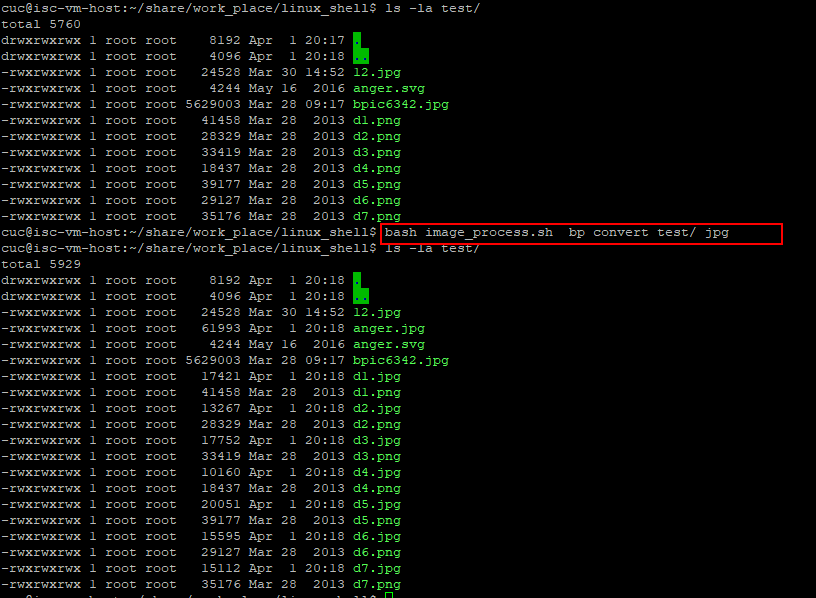 cuc@isc-vm-host:~/share/work_place/linux_shell$ ls -la test/
total 5760
drwxrwxrwx 1 root root    8192 Apr  1 20:17 .
drwxrwxrwx 1 root root    4096 Apr  1 20:18 ..
-rwxrwxrwx 1 root root   24528 Mar 30 14:52 12.jpg
-rwxrwxrwx 1 root root    4244 May 16  2016 anger.svg
-rwxrwxrwx 1 root root 5629003 Mar 28 09:17 bpic6342.jpg
-rwxrwxrwx 1 root root   41458 Mar 28  2013 d1.png
-rwxrwxrwx 1 root root   28329 Mar 28  2013 d2.png
-rwxrwxrwx 1 root root   33419 Mar 28  2013 d3.png
-rwxrwxrwx 1 root root   18437 Mar 28  2013 d4.png
-rwxrwxrwx 1 root root   39177 Mar 28  2013 d5.png
-rwxrwxrwx 1 root root   29127 Mar 28  2013 d6.png
-rwxrwxrwx 1 root root   35176 Mar 28  2013 d7.png
cuc@isc-vm-host:~/share/work_place/linux_shell$ bash image_process.sh  bp convert test/ jpg
cuc@isc-vm-host:~/share/work_place/linux_shell$ ls -la test/
total 5929
drwxrwxrwx 1 root root    8192 Apr  1 20:18 .
drwxrwxrwx 1 root root    4096 Apr  1 20:18 ..
-rwxrwxrwx 1 root root   24528 Mar 30 14:52 12.jpg
-rwxrwxrwx 1 root root   61993 Apr  1 20:18 anger.jpg
-rwxrwxrwx 1 root root    4244 May 16  2016 anger.svg
-rwxrwxrwx 1 root root 5629003 Mar 28 09:17 bpic6342.jpg
-rwxrwxrwx 1 root root   17421 Apr  1 20:18 d1.jpg
-rwxrwxrwx 1 root root   41458 Mar 28  2013 d1.png
-rwxrwxrwx 1 root root   13267 Apr  1 20:18 d2.jpg
-rwxrwxrwx 1 root root   28329 Mar 28  2013 d2.png
-rwxrwxrwx 1 root root   17752 Apr  1 20:18 d3.jpg
-rwxrwxrwx 1 root root   33419 Mar 28  2013 d3.png
-rwxrwxrwx 1 root root   10160 Apr  1 20:18 d4.jpg
-rwxrwxrwx 1 root root   18437 Mar 28  2013 d4.png
-rwxrwxrwx 1 root root   20051 Apr  1 20:18 d5.jpg
-rwxrwxrwx 1 root root   39177 Mar 28  2013 d5.png
-rwxrwxrwx 1 root root   15595 Apr  1 20:18 d6.jpg
-rwxrwxrwx 1 root root   29127 Mar 28  2013 d6.png
-rwxrwxrwx 1 root root   15112 Apr  1 20:18 d7.jpg
-rwxrwxrwx 1 root root   35176 Mar 28  2013 d7.png